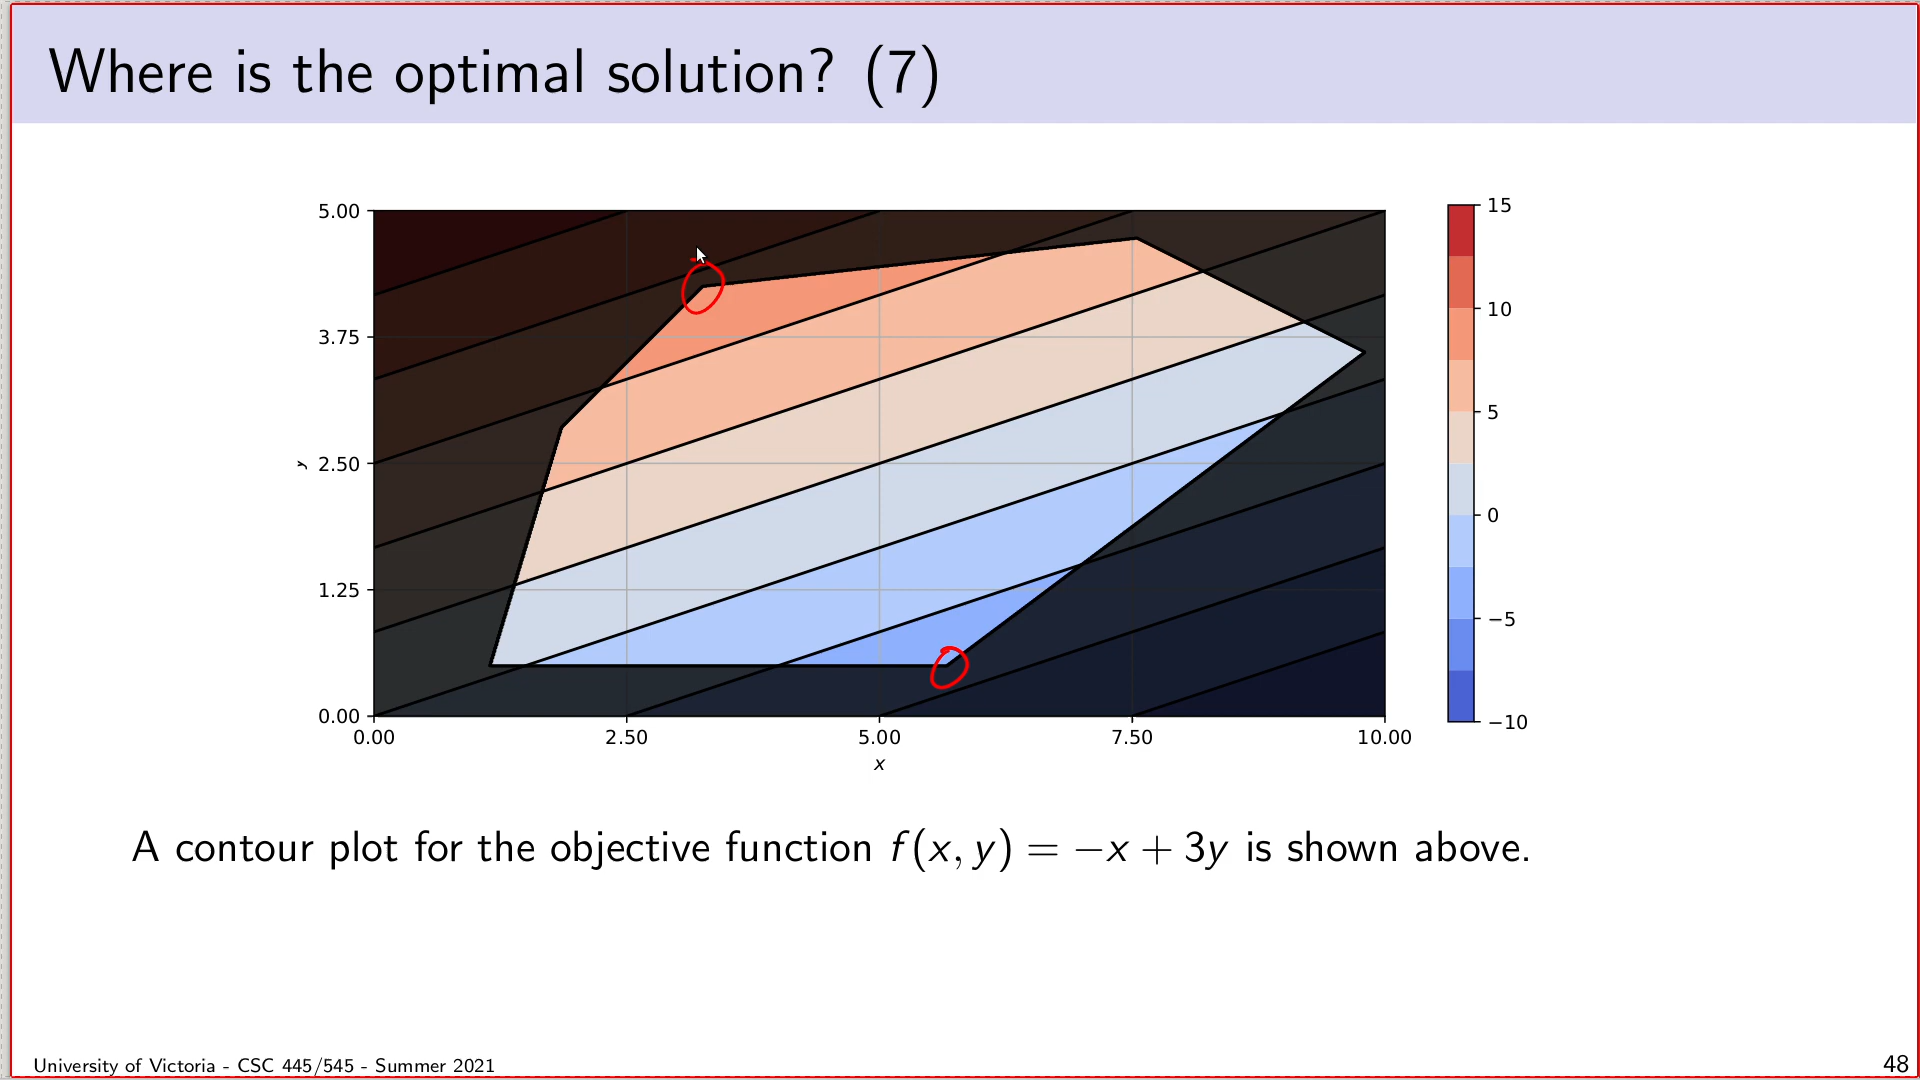 Where is the optimal solution? (7)
5.00
3.75
2.50
1.25
0.00
y
0.00 2.50 5.00 7.50 10.00
x
15
10
5
0
−5
−10
A contour plot for the objective function f(x, y) = −x + 3y is shown above.
University of Victoria - CSC 445/545 - Summer 2021
48